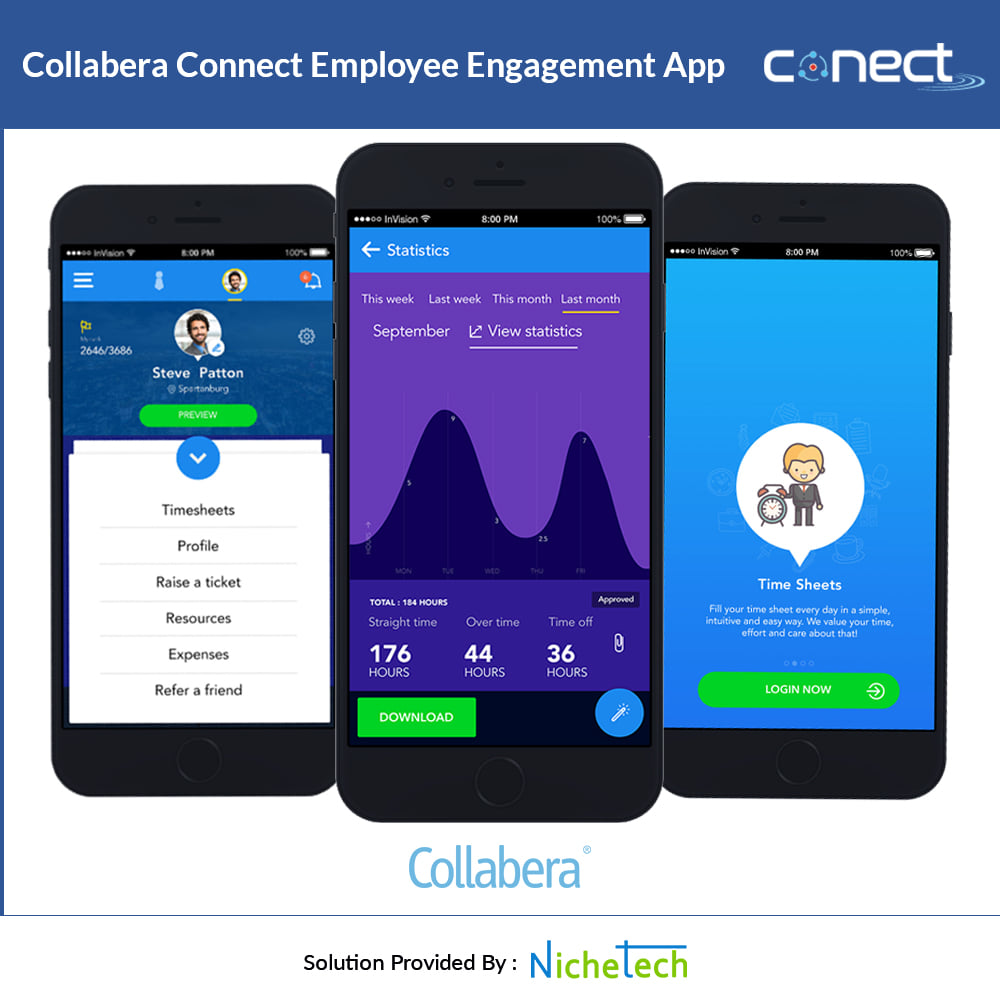 Collabera Connect Employee Engagement App
conect
InVision
8:00 PM
100%
6
My rank
2646/3686
Steve Patton
@ Spartanburg
PREVIEW
Timesheets
Profile
Raise a ticket
Resources
Expenses
Refer a friend
InVision
8:00 PM
100%
Statistics
This week Last week This month Last month
September View statistics
9
7
5
3
2.5
HOURS
MON TUE WED THU FRI
TOTAL : 184 HOURS
Approved
Straight time Over time Time off
176 44 36
HOURS HOURS HOURS
DOWNLOAD
InVision
8:00 PM
100%
Time Sheets
Fill your time sheet every day in a simple,
intuitive and easy way. We value your time,
effort and care about that!
LOGIN NOW
Collabera®
Solution Provided By : NicheTech